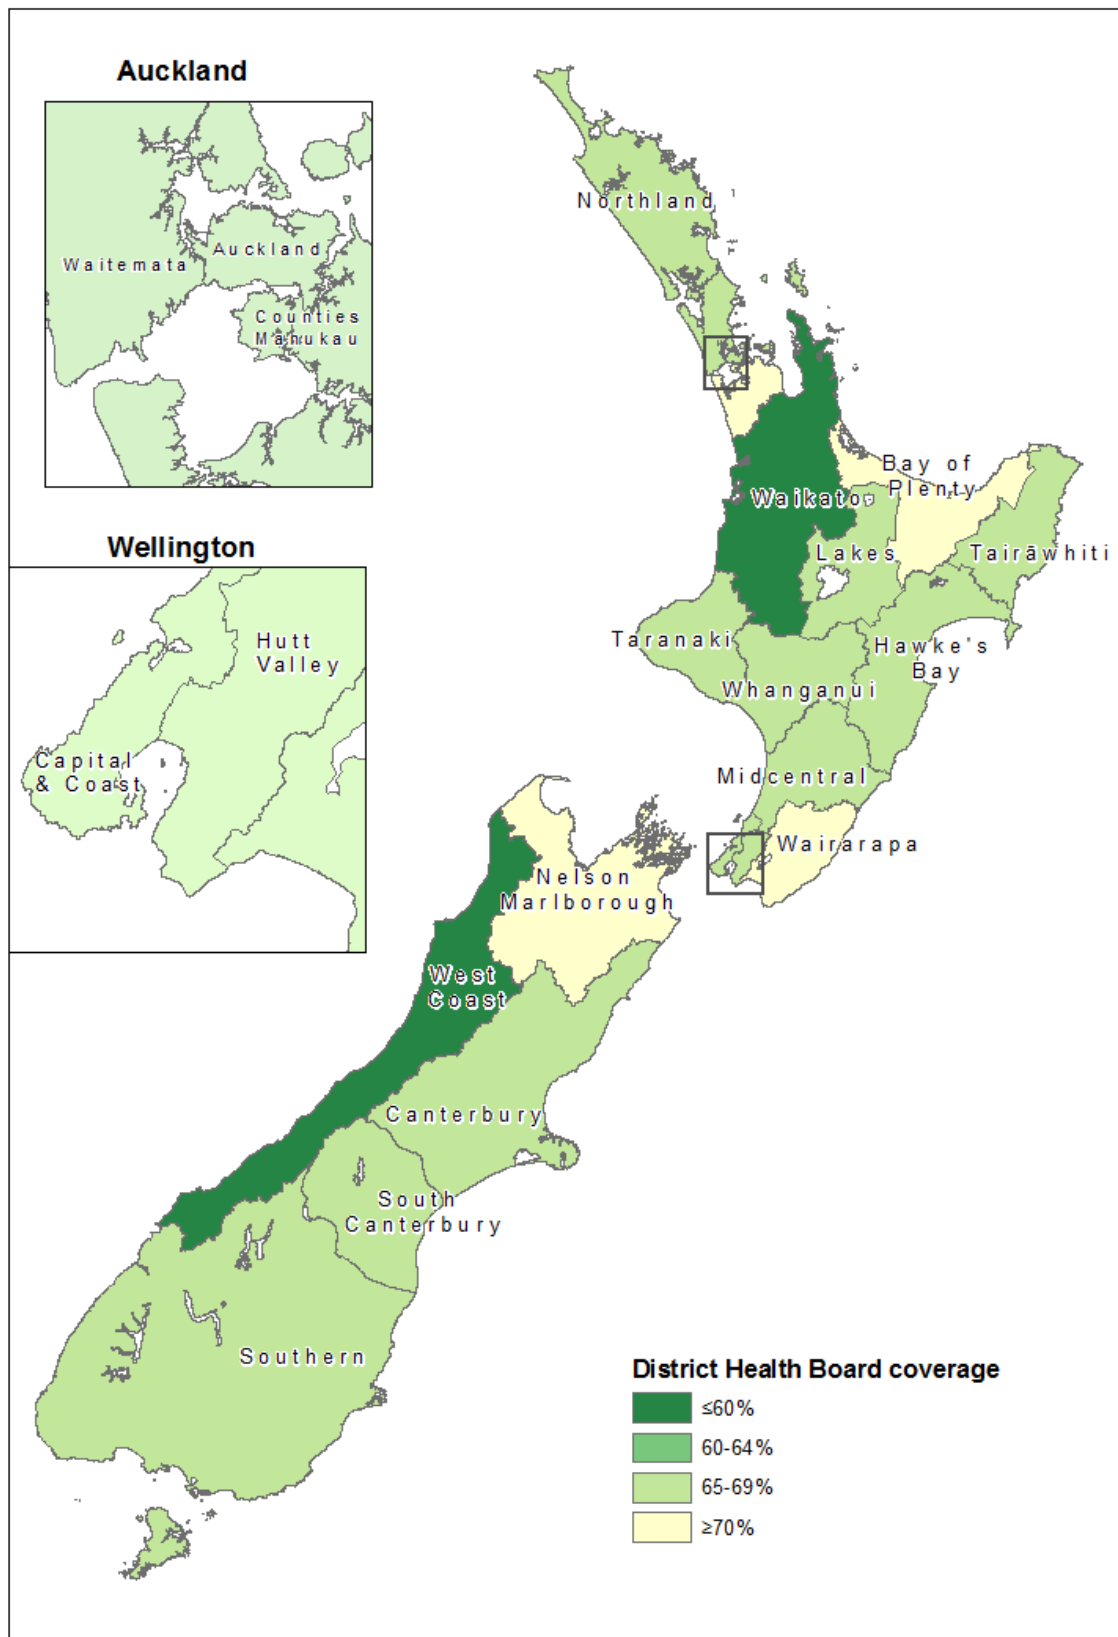 Auckland
Waitemata
Auckland
Counties
Manukau
Wellington
Hutt
Valley
Capital
& Coast
Northland
Waikato
Bay of
Plenty
Lakes
Tairāwhiti
Taranaki
Hawke's
Bay
Whanganui
Midcentral
Wairarapa
Nelson
Marlborough
West
Coast
Canterbury
South
Canterbury
Southern
District Health Board coverage
≤60%
60-64%
65-69%
≥70%